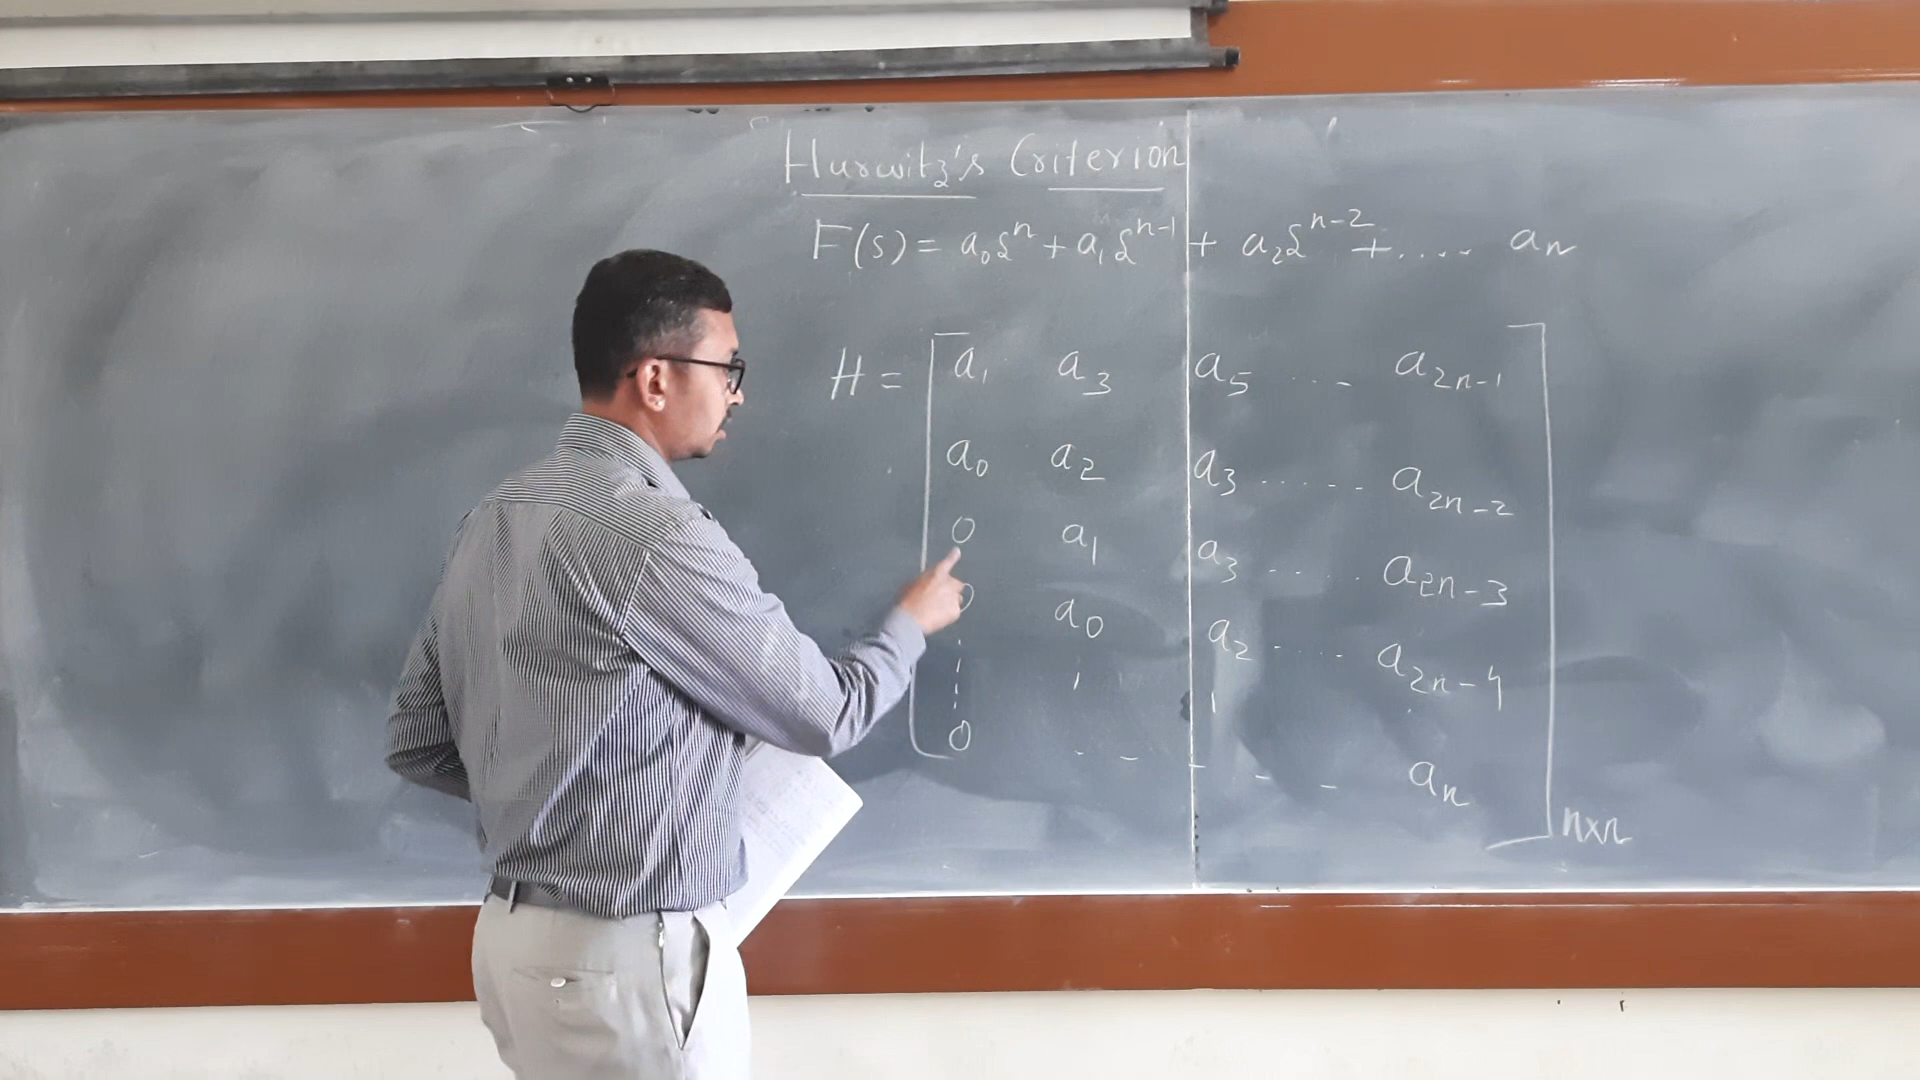 Hurwitz's Criterion
F(s) = a₀sⁿ + a₁sⁿ⁻¹ + a₂sⁿ⁻² + .... aₙ
H = [ a₁ a₃ a₅ ... a₂ₙ₋₁
a₀ a₂ a₃ ...... a₂ₙ₋₂
0 a₁ a₃ ..... a₂ₙ₋₃
0 a₀ a₂ ..... a₂ₙ₋₄
0 - - - - - aₙ ] n×n